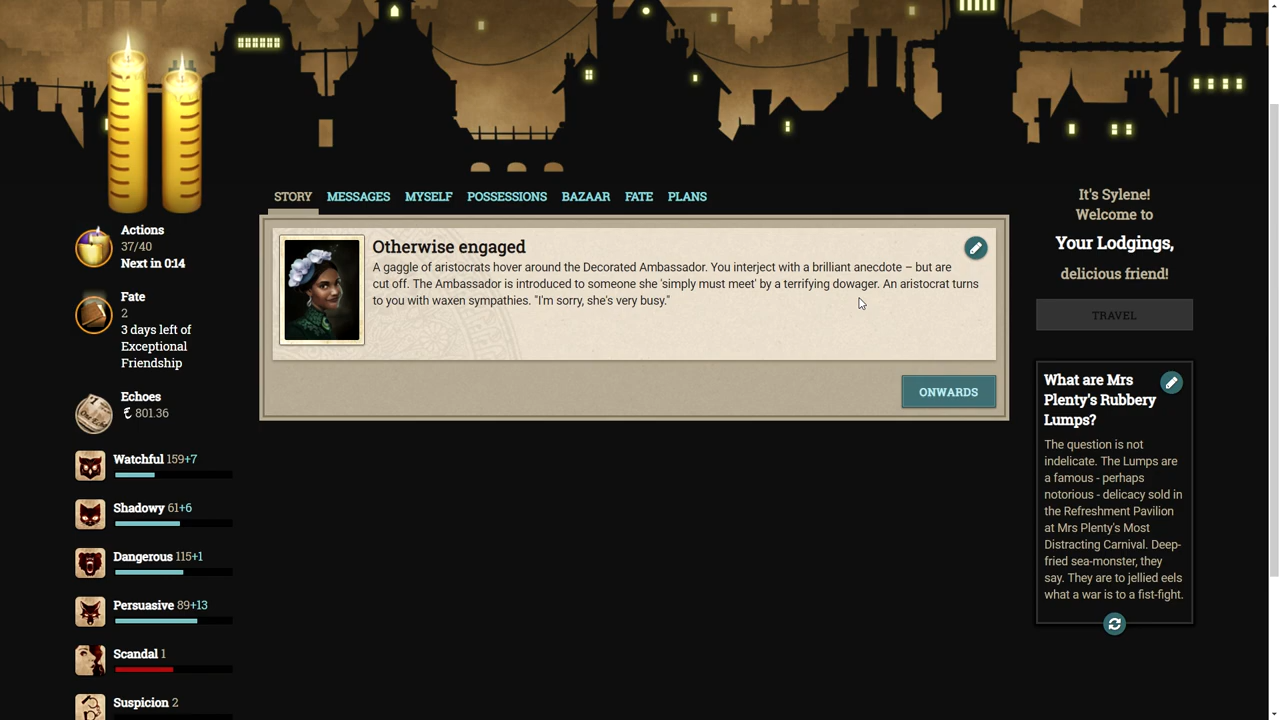 STORY MESSAGES MYSELF POSSESSIONS BAZAAR FATE PLANS
Actions
37/40
Next in 0:14
Fate
2
3 days left of
Exceptional
Friendship
Echoes
801.36
Watchful 159+7
Shadowy 61+6
Dangerous 115+1
Persuasive 89+13
Scandal 1
Suspicion 2
Otherwise engaged
A gaggle of aristocrats hover around the Decorated Ambassador. You interject with a brilliant anecdote – but are
cut off. The Ambassador is introduced to someone she 'simply must meet' by a terrifying dowager. An aristocrat turns
to you with waxen sympathies. "I'm sorry, she's very busy."
ONWARDS
It's Sylene!
Welcome to
Your Lodgings,
delicious friend!
TRAVEL
What are Mrs
Plenty's Rubbery
Lumps?
The question is not
indelicate. The Lumps are
a famous - perhaps
notorious - delicacy sold in
the Refreshment Pavilion
at Mrs Plenty's Most
Distracting Carnival. Deep-
fried sea-monster, they
say. They are to jellied eels
what a war is to a fist-fight.